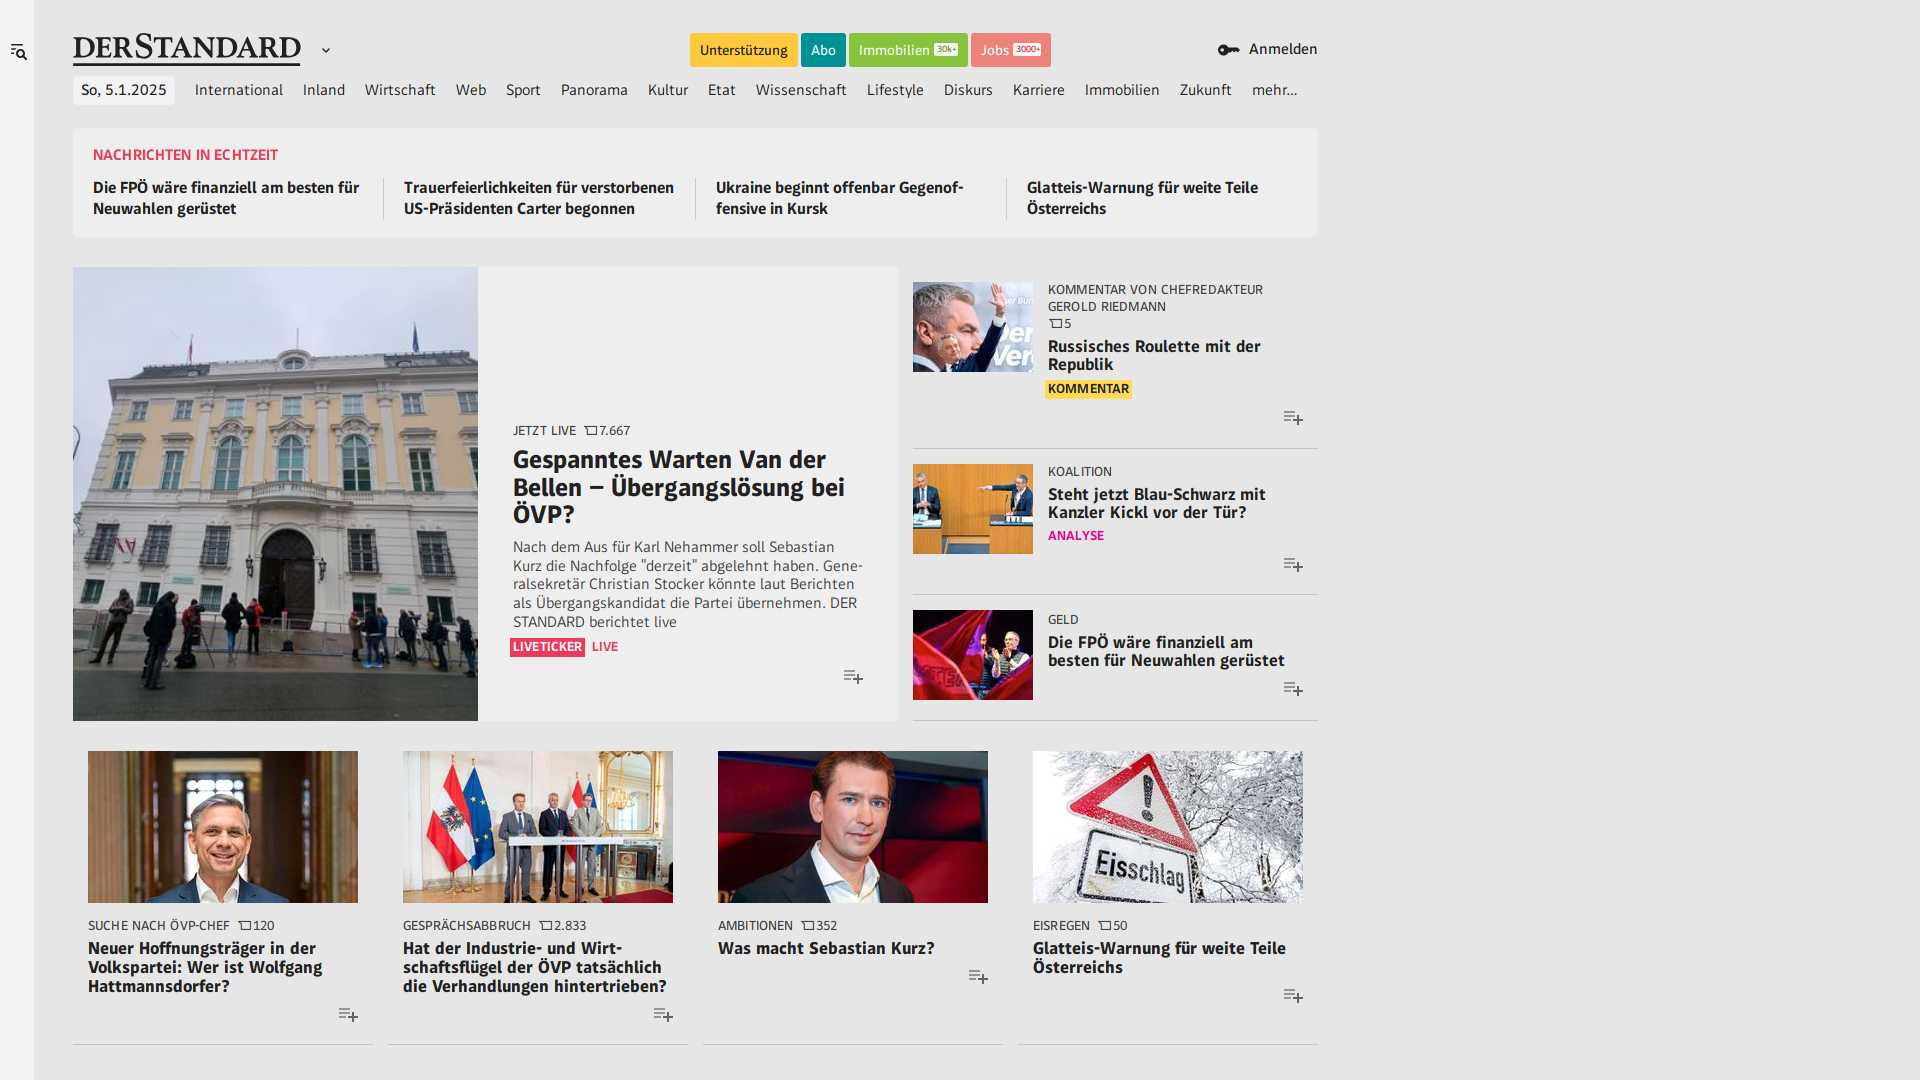 DERSTANDARD
Unterstützung
Abo
Immobilien 30k+
Jobs 3000+
Anmelden
So, 5.1.2025
International
Inland
Wirtschaft
Web
Sport
Panorama
Kultur
Etat
Wissenschaft
Lifestyle
Diskurs
Karriere
Immobilien
Zukunft
mehr...
NACHRICHTEN IN ECHTZEIT
Die FPÖ wäre finanziell am besten für
Neuwahlen gerüstet
Trauerfeierlichkeiten für verstorbenen
US-Präsidenten Carter begonnen
Ukraine beginnt offenbar Gegenof-
fensive in Kursk
Glatteis-Warnung für weite Teile
Österreichs
JETZT LIVE 7.667
Gespanntes Warten Van der
Bellen – Übergangslösung bei
ÖVP?
Nach dem Aus für Karl Nehammer soll Sebastian
Kurz die Nachfolge "derzeit" abgelehnt haben. Gene-
ralsekretär Christian Stocker könnte laut Berichten
als Übergangskandidat die Partei übernehmen. DER
STANDARD berichtet live
LIVETICKER LIVE
KOMMENTAR VON CHEFREDAKTEUR
GEROLD RIEDMANN
5
Russisches Roulette mit der
Republik
KOMMENTAR
KOALITION
Steht jetzt Blau-Schwarz mit
Kanzler Kickl vor der Tür?
ANALYSE
GELD
Die FPÖ wäre finanziell am
besten für Neuwahlen gerüstet
SUCHE NACH ÖVP-CHEF 120
Neuer Hoffnungsträger in der
Volkspartei: Wer ist Wolfgang
Hattmannsdorfer?
GESPRÄCHSABBRUCH 2.833
Hat der Industrie- und Wirt-
schaftsflügel der ÖVP tatsächlich
die Verhandlungen hintertrieben?
AMBITIONEN 352
Was macht Sebastian Kurz?
Eisschlag
EISREGEN 50
Glatteis-Warnung für weite Teile
Österreichs